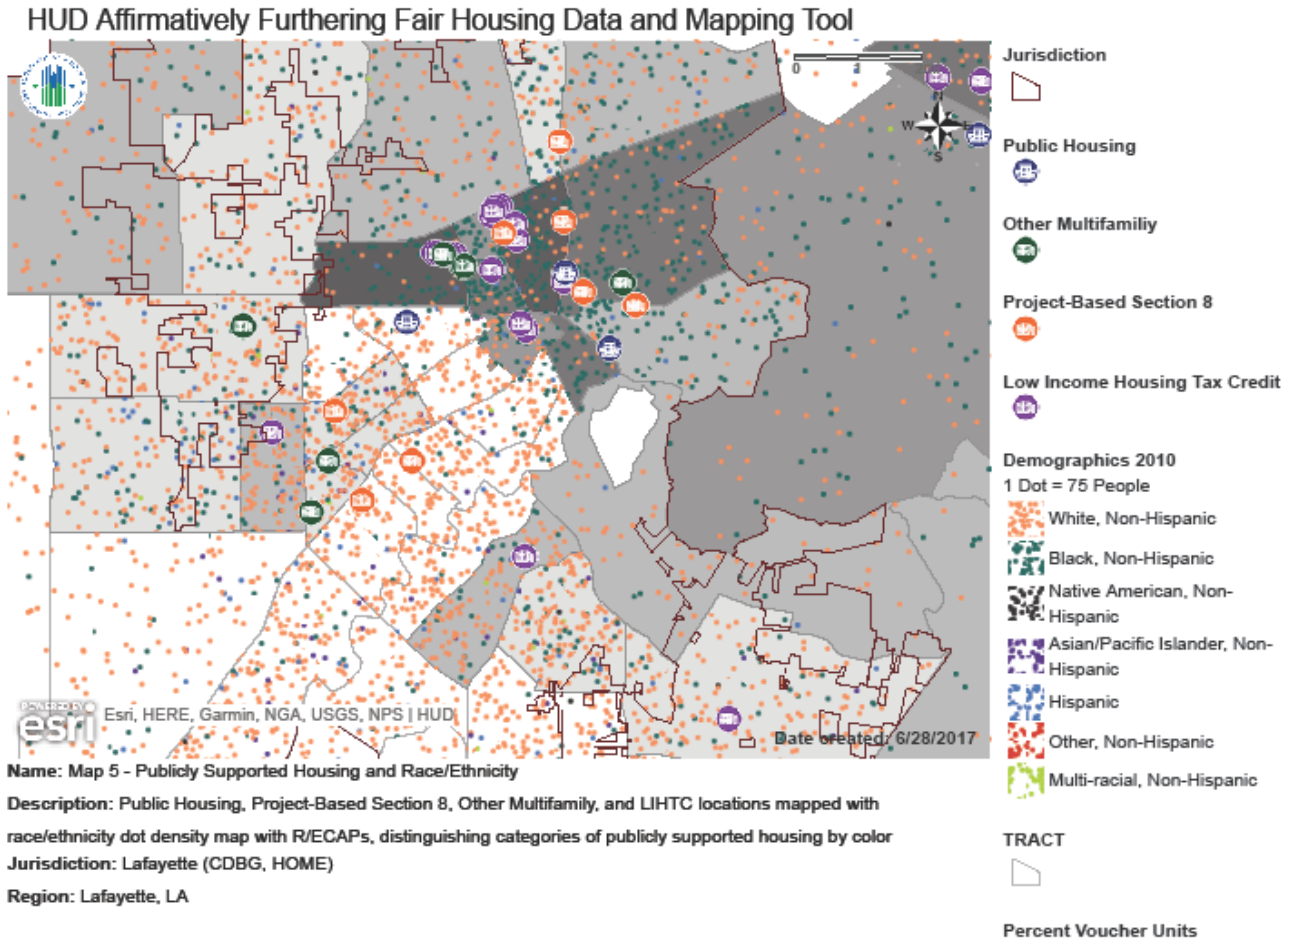 HUD Affirmatively Furthering Fair Housing Data and Mapping Tool
0
W
S
Jurisdiction
Public Housing
Other Multifamiliy
Project-Based Section 8
Low Income Housing Tax Credit
Demographics 2010
1 Dot = 75 People
White, Non-Hispanic
Black, Non-Hispanic
Native American, Non-
Hispanic
Asian/Pacific Islander, Non-
Hispanic
Hispanic
Other, Non-Hispanic
Multi-racial, Non-Hispanic
TRACT
Percent Voucher Units
POWERED BY
esri
Esri, HERE, Garmin, NGA, USGS, NPS | HUD
Date created: 6/28/2017
Name: Map 5 - Publicly Supported Housing and Race/Ethnicity
Description: Public Housing, Project-Based Section 8, Other Multifamily, and LIHTC locations mapped with
race/ethnicity dot density map with R/ECAPs, distinguishing categories of publicly supported housing by color
Jurisdiction: Lafayette (CDBG, HOME)
Region: Lafayette, LA